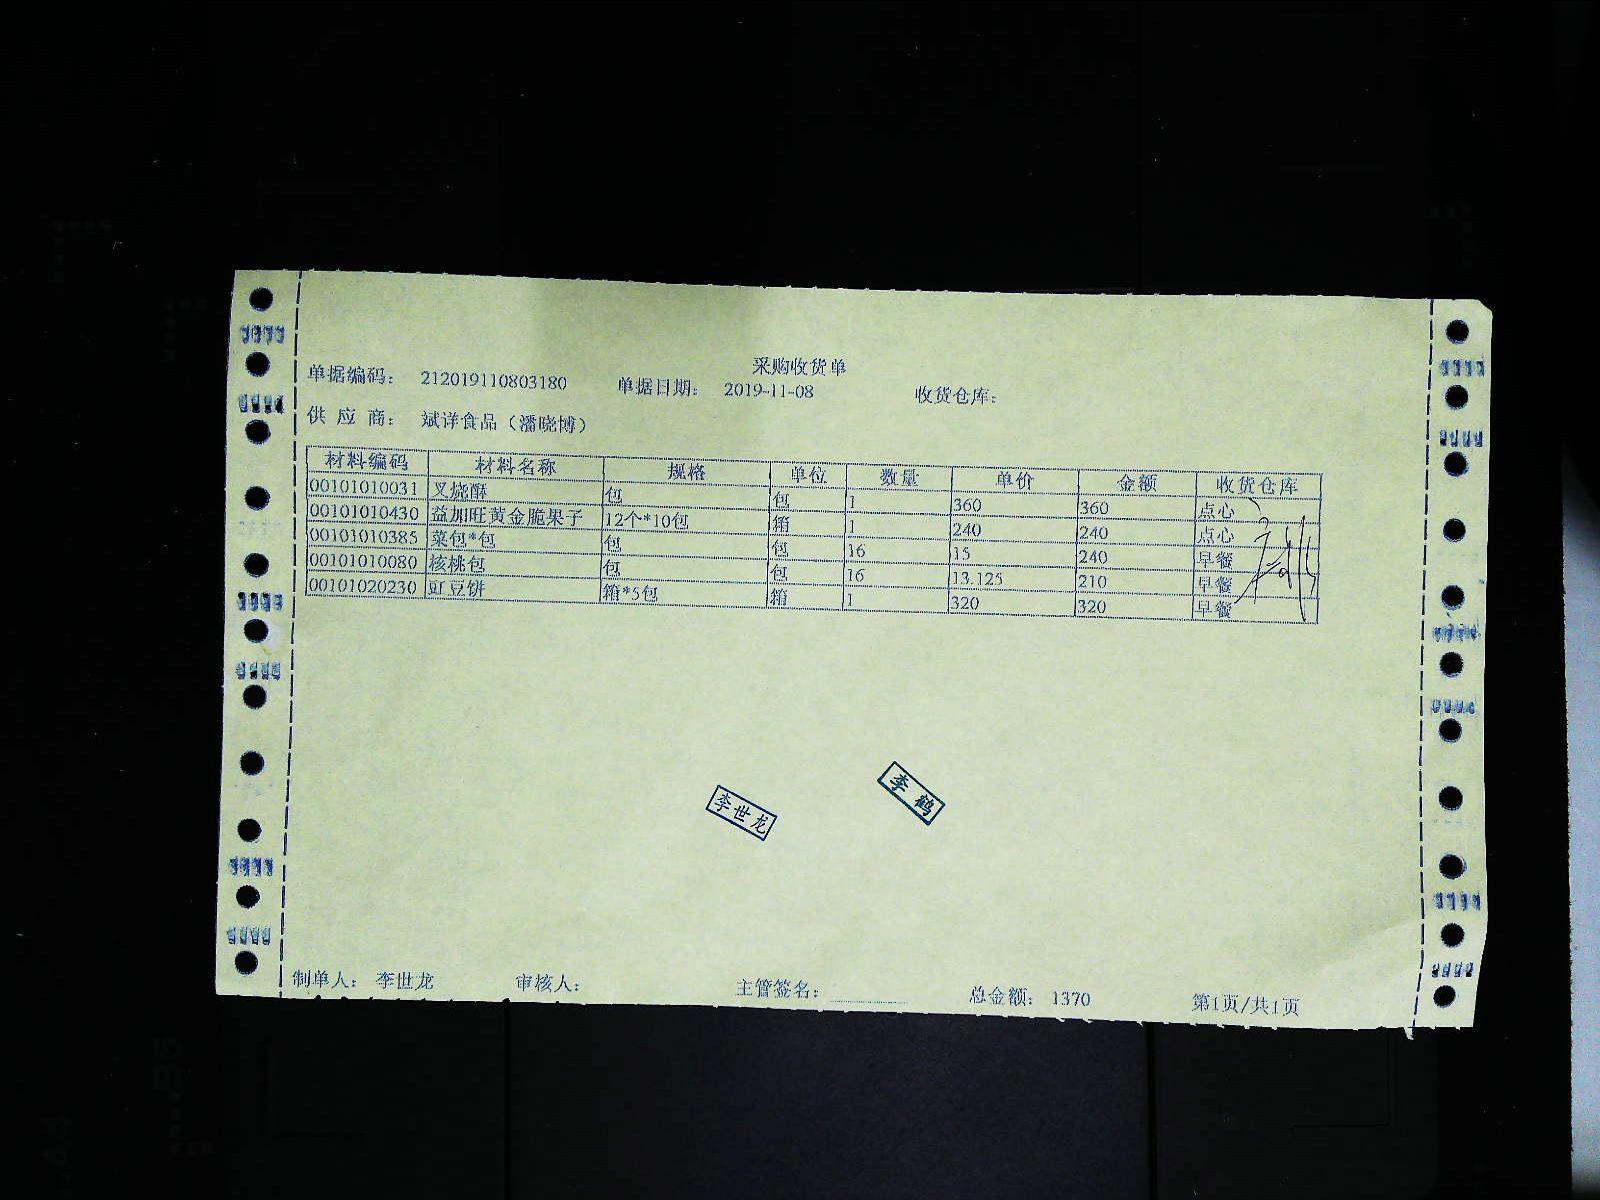 采购收货单
单据编码： 212019110803180 单据日期： 2019-11-08 收货仓库：
供 应 商： 斌详食品（潘晓博）
材料编码 材料名称 规格 单位 数量 单价 金额 收货仓库
00101010031 叉烧酥 包 包 1 360 360 点心
00101010430 益加旺黄金脆果子 12个*10包 箱 1 240 240 点心
00101010385 菜包*包 包 包 16 15 240 早餐
00101010080 核桃包 包 包 16 13.125 210 早餐
00101020230 豇豆饼 箱*5包 箱 1 320 320 早餐
李鹤
李世龙
制单人： 李世龙 审核人： 主管签名： 总金额： 1370 第1页/共1页